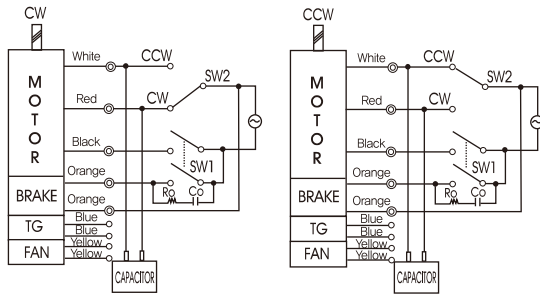 CW
White
CCW
SW2
Red
CW
MOTOR
Black
SW1
Orange
Ro
Co
BRAKE
Orange
Blue
TG
Blue
Yellow
FAN
Yellow
CAPACITOR
CCW
White
CCW
SW2
Red
CW
MOTOR
Black
SW1
Orange
Ro
Co
BRAKE
Orange
Blue
TG
Blue
Yellow
FAN
Yellow
CAPACITOR